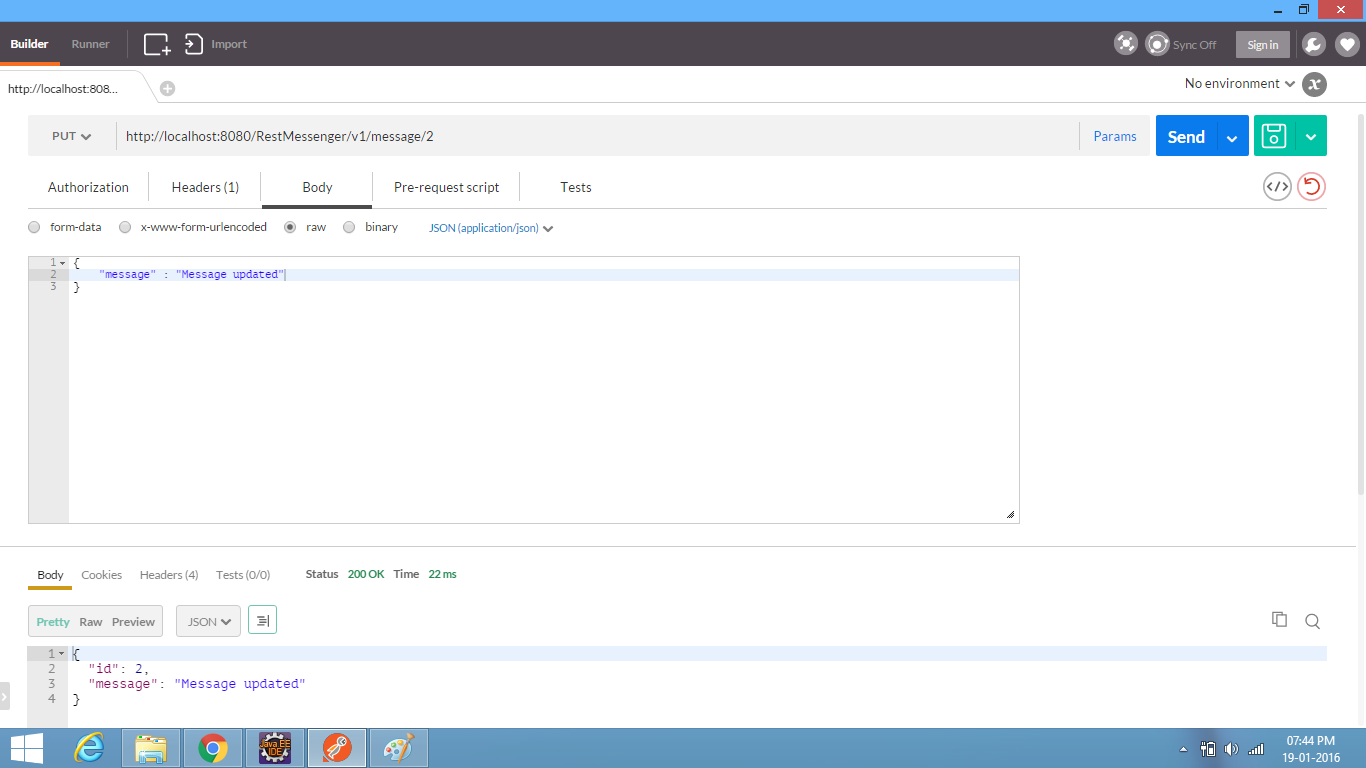 Builder Runner Import Sync Off Sign in
http://localhost:808... No environment
PUT http://localhost:8080/RestMessenger/v1/message/2 Params Send
Authorization Headers (1) Body Pre-request script Tests
form-data x-www-form-urlencoded raw binary JSON (application/json)
1 {
2 "message" : "Message updated"
3 }
Body Cookies Headers (4) Tests (0/0) Status 200 OK Time 22 ms
Pretty Raw Preview JSON
1 {
2 "id": 2,
3 "message": "Message updated"
4 }
Java EE
IDE
07:44 PM
19-01-2016